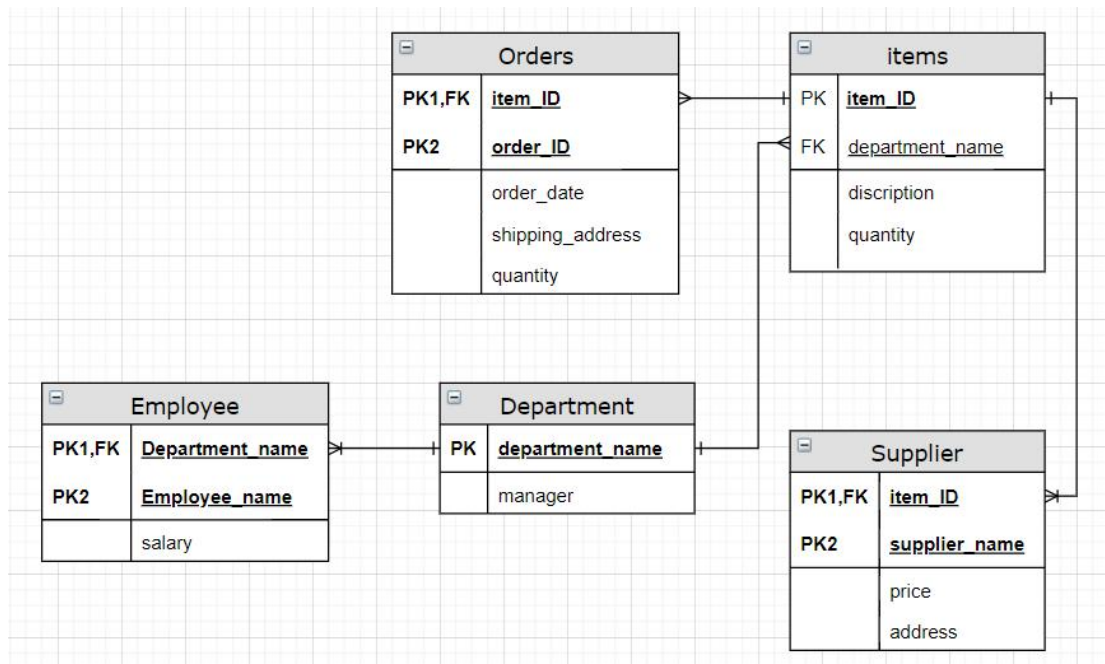 Orders
PK1,FK item_ID
PK2 order_ID
order_date
shipping_address
quantity
items
PK item_ID
FK department_name
discription
quantity
Employee
PK1,FK Department_name
PK2 Employee_name
salary
Department
PK department_name
manager
Supplier
PK1,FK item_ID
PK2 supplier_name
price
address